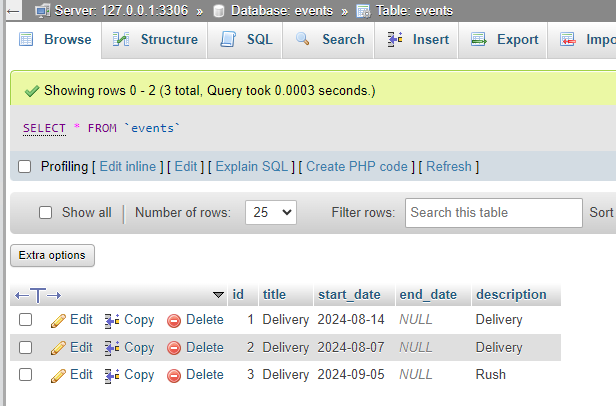 Server: 127.0.0.1:3306 » Database: events » Table: events
Browse Structure SQL Search Insert Export Impo
Showing rows 0 - 2 (3 total, Query took 0.0003 seconds.)
SELECT * FROM `events`
Profiling [ Edit inline ] [ Edit ] [ Explain SQL ] [ Create PHP code ] [ Refresh ]
Show all Number of rows: 25 Filter rows: Search this table Sort
Extra options
id title start_date end_date description
Edit Copy Delete 1 Delivery 2024-08-14 NULL Delivery
Edit Copy Delete 2 Delivery 2024-08-07 NULL Delivery
Edit Copy Delete 3 Delivery 2024-09-05 NULL Rush